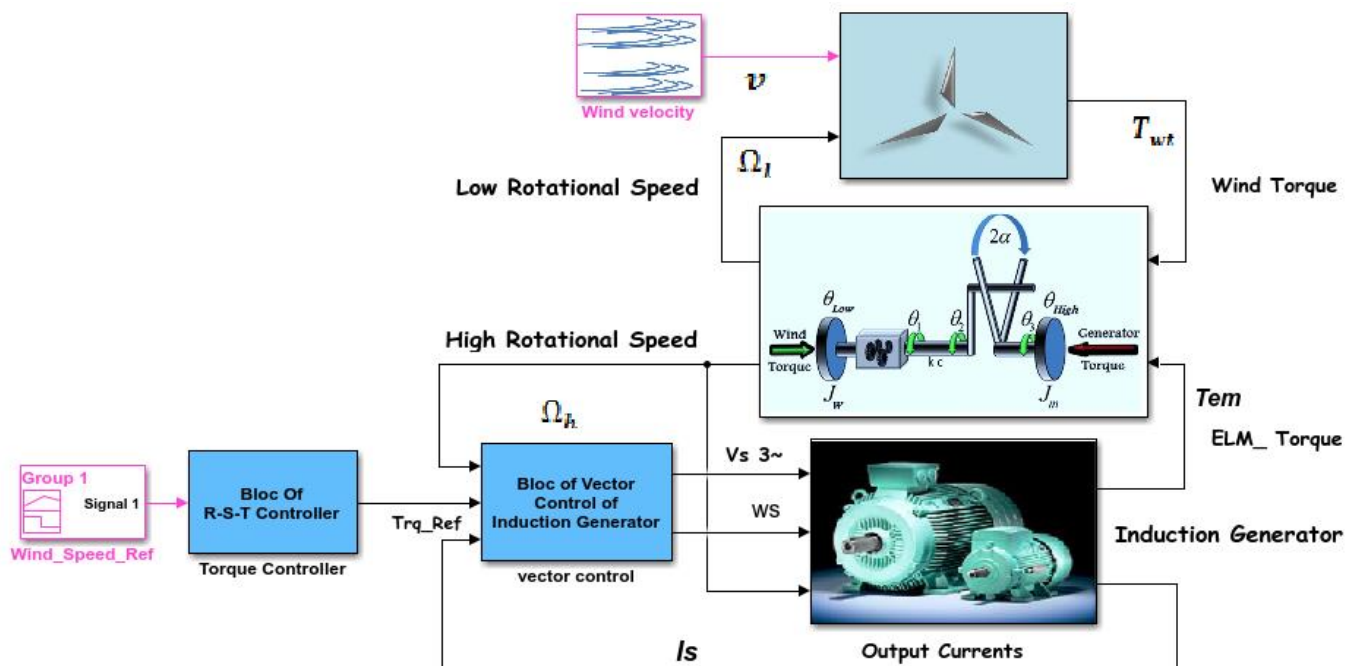 Wind velocity
v
Ω_l
T_wt
Low Rotational Speed
Wind Torque
2α
θ_Low
θ_1
θ_2
θ_3
θ_High
Wind
Torque
Generator
Torque
k c
J_w
J_m
High Rotational Speed
Ω_h
Tem
ELM_ Torque
Group 1
Signal 1
Wind_Speed_Ref
Bloc Of
R-S-T Controller
Torque Controller
Trq_Ref
Bloc of Vector
Control of
Induction Generator
vector control
Vs 3~
WS
Induction Generator
Is
Output Currents